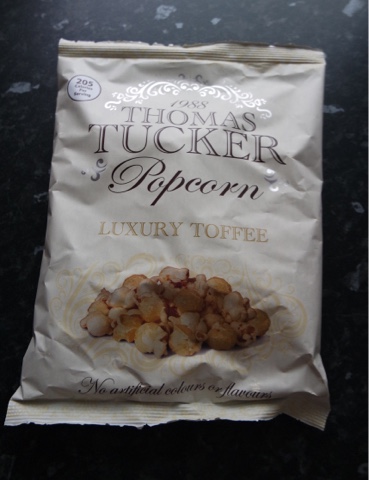 205
1988
THOMAS
TUCKER
Popcorn
LUXURY TOFFEE
No artificial colours or flavours